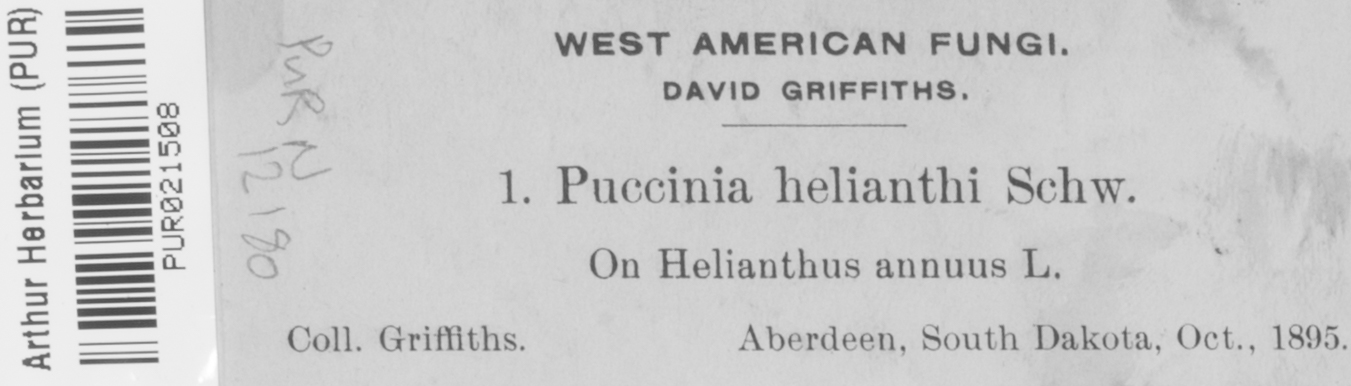 Arthur Herbarium (PUR)
PUR021508
PUR N
12180
WEST AMERICAN FUNGI.
DAVID GRIFFITHS.
1. Puccinia helianthi Schw.
On Helianthus annuus L.
Coll. Griffiths. Aberdeen, South Dakota, Oct., 1895.